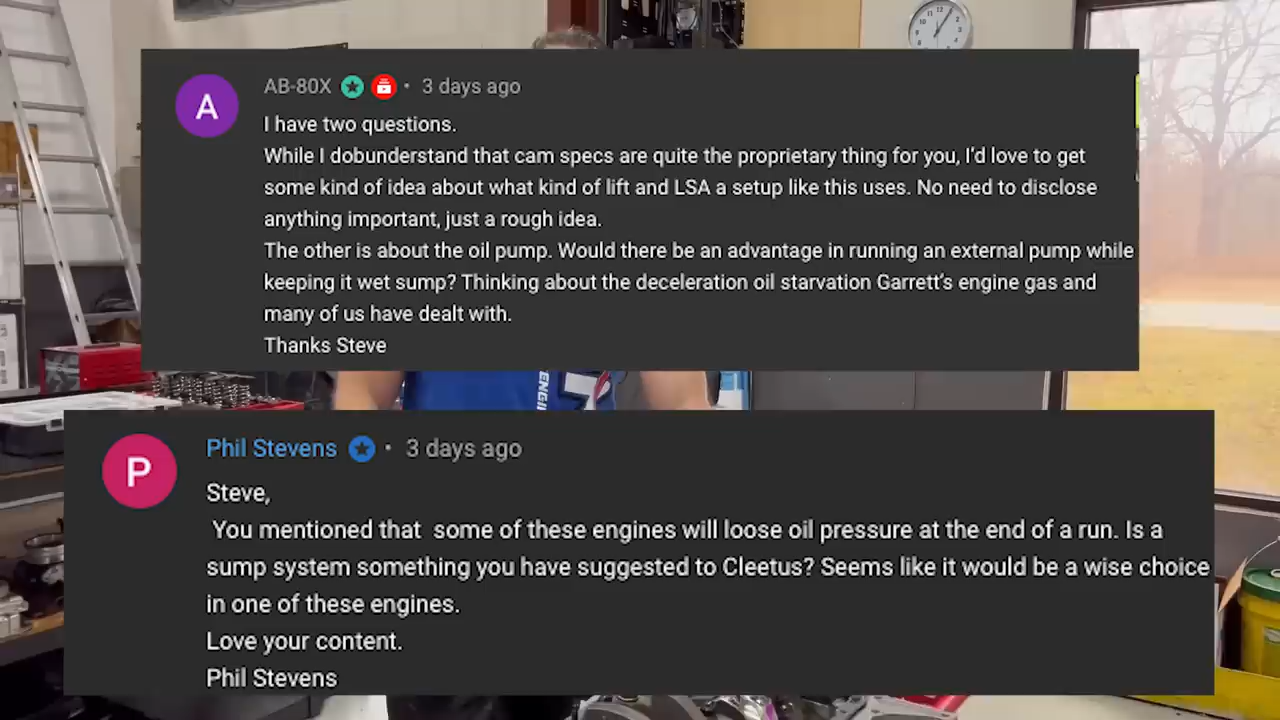 A
AB-80X • 3 days ago
I have two questions.
While I dobunderstand that cam specs are quite the proprietary thing for you, I'd love to get
some kind of idea about what kind of lift and LSA a setup like this uses. No need to disclose
anything important, just a rough idea.
The other is about the oil pump. Would there be an advantage in running an external pump while
keeping it wet sump? Thinking about the deceleration oil starvation Garrett's engine gas and
many of us have dealt with.
Thanks Steve
ENGI
P
Phil Stevens • 3 days ago
Steve,
You mentioned that some of these engines will loose oil pressure at the end of a run. Is a
sump system something you have suggested to Cleetus? Seems like it would be a wise choice
in one of these engines.
Love your content.
Phil Stevens